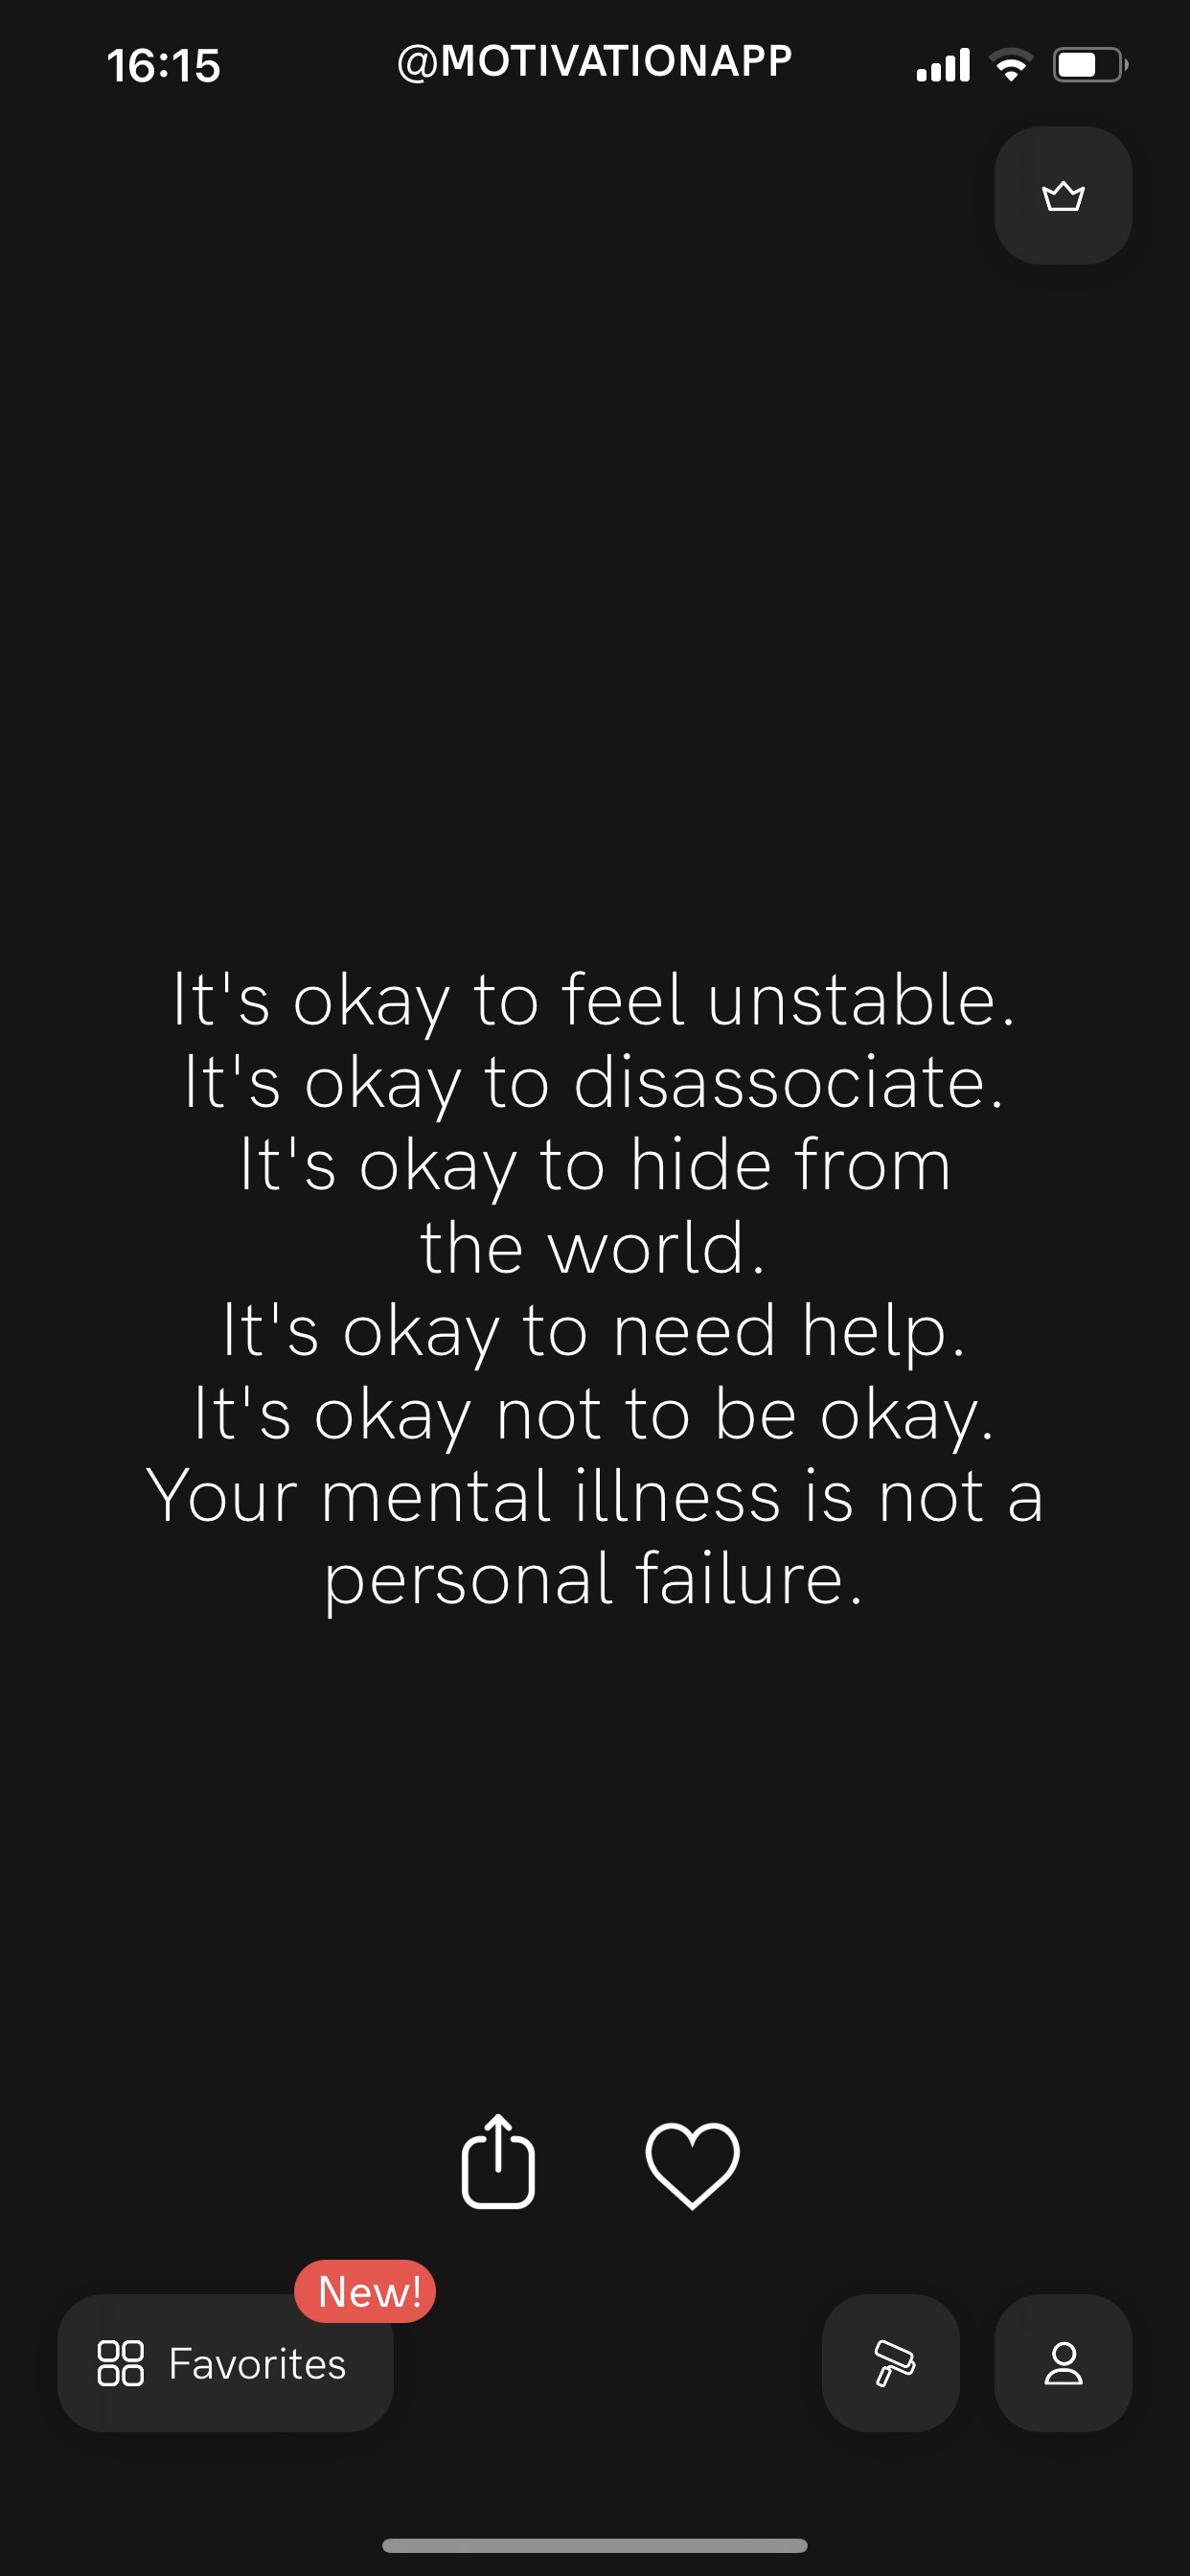 16:15
@MOTIVATIONAPP
It's okay to feel unstable.
It's okay to disassociate.
It's okay to hide from
the world.
It's okay to need help.
It's okay not to be okay.
Your mental illness is not a
personal failure.
New!
Favorites